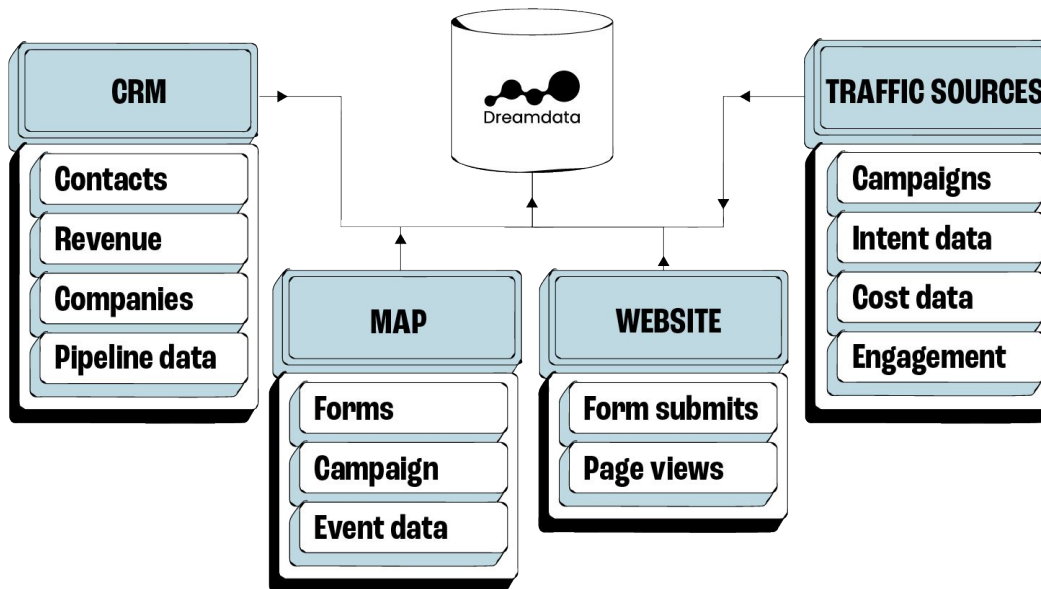 Dreamdata
CRM
Contacts
Revenue
Companies
Pipeline data
MAP
Forms
Campaign
Event data
WEBSITE
Form submits
Page views
TRAFFIC SOURCES
Campaigns
Intent data
Cost data
Engagement